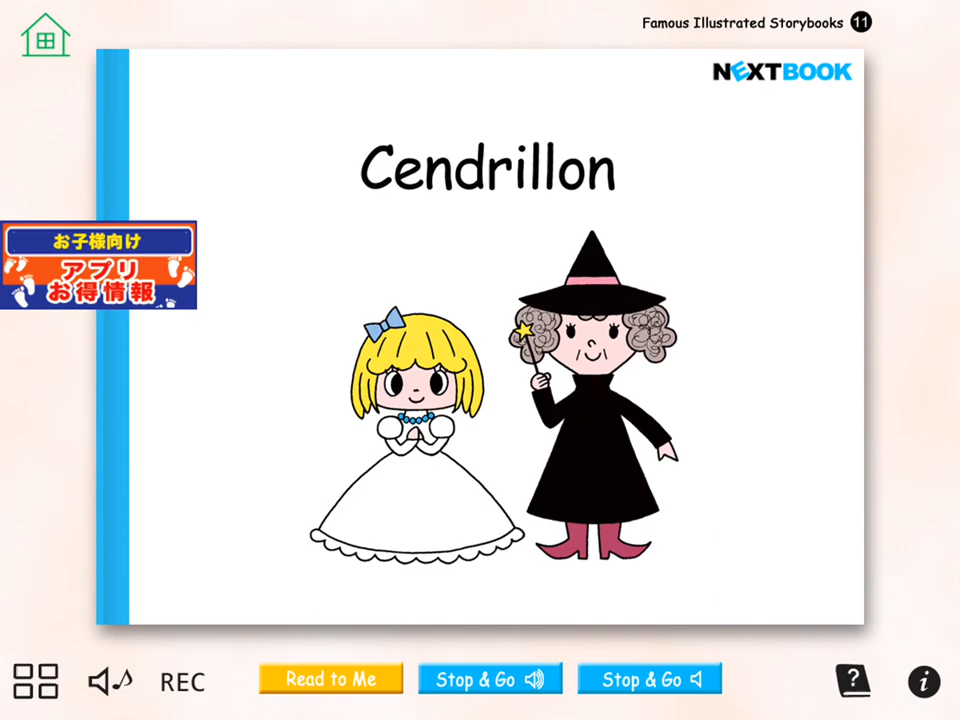 Famous Illustrated Storybooks 11
NEXTBOOK
Cendrillon
お子様向け
アプリ
お得情報
REC
Read to Me
Stop & Go
Stop & Go
?
i